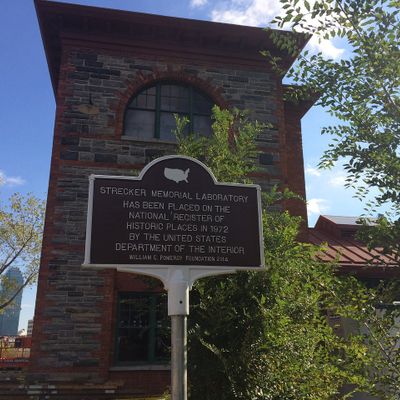 STRECKER MEMORIAL LABORATORY
HAS BEEN PLACED ON THE
NATIONAL REGISTER OF
HISTORIC PLACES IN 1972
BY THE UNITED STATES
DEPARTMENT OF THE INTERIOR
WILLIAM G. POMEROY FOUNDATION 2014